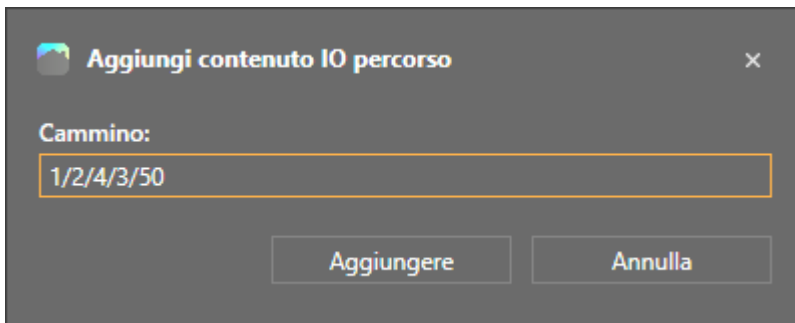 Aggiungi contenuto IO percorso
Cammino:
1/2/4/3/50
Aggiungere Annulla